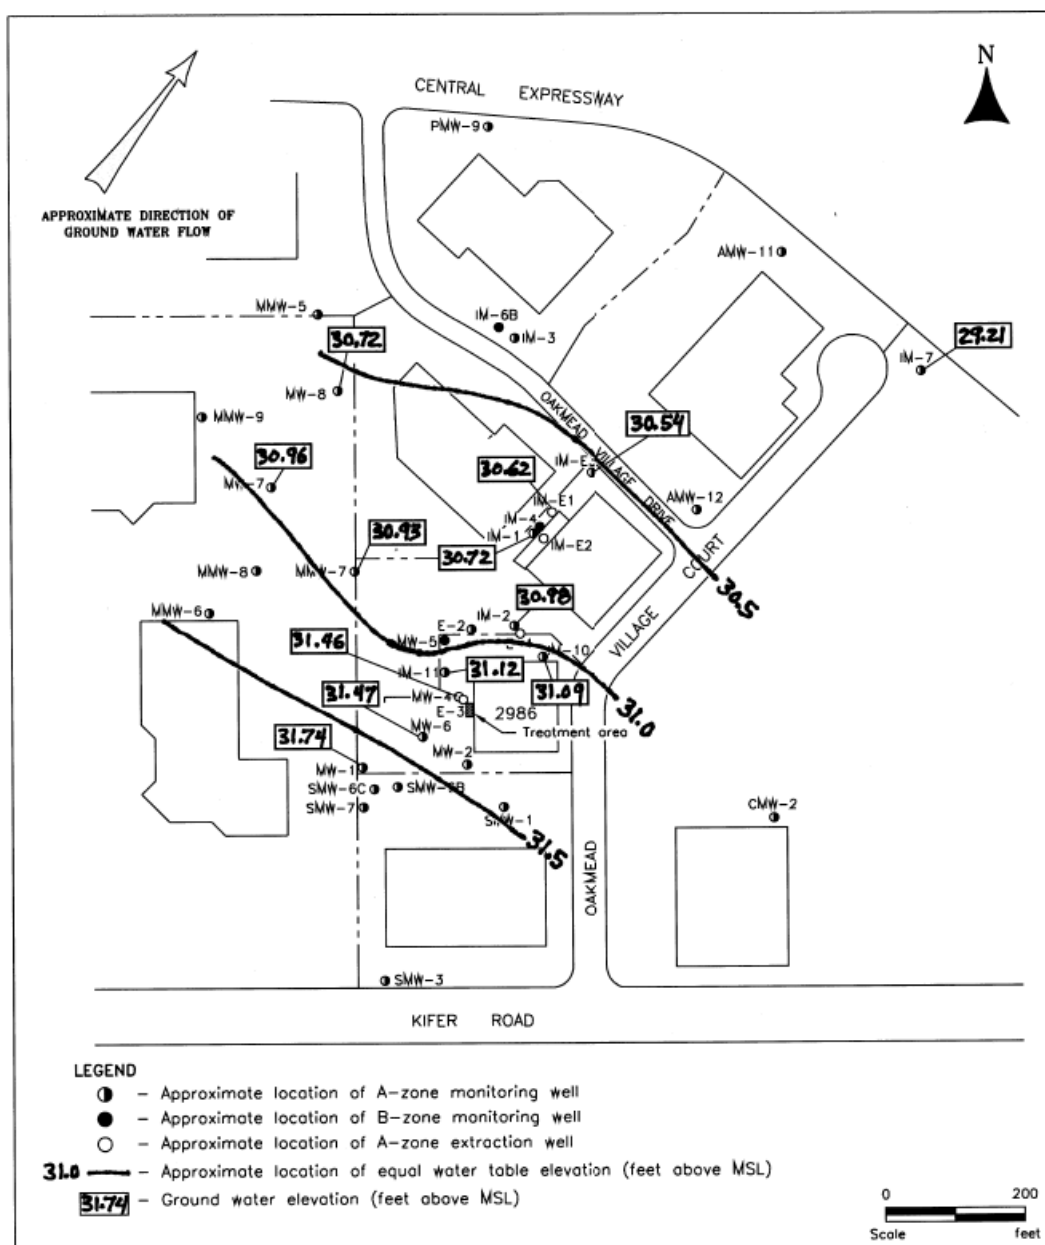 N
CENTRAL EXPRESSWAY
PMW-9
APPROXIMATE DIRECTION OF
GROUND WATER FLOW
AMW-11
MMW-5
IM-6B
IM-3
30.72
29.21
IM-7
MW-8
OAKMEAD VILLAGE DRIVE
MMW-9
30.54
30.96
30.62
MW-7
IM-E1
AMW-12
IM-4
IM-1
IM-E2
30.93
30.72
COURT
MMW-8
MMW-7
30.5
30.98
VILLAGE
MMW-6
IM-2
E-2
31.46
MW-5
IM-10
IM-11
31.12
31.09
31.47
MW-4
31.0
E-3
2986
Treatment area
31.74
MW-6
MW-2
MW-1
SMW-6C
SMW-6B
SMW-7
SMW-1
CMW-2
31.5
OAKMEAD
SMW-3
KIFER ROAD
LEGEND
– Approximate location of A-zone monitoring well
– Approximate location of B-zone monitoring well
– Approximate location of A-zone extraction well
31.0 – Approximate location of equal water table elevation (feet above MSL)
31.74 – Ground water elevation (feet above MSL)
0 200
Scale feet